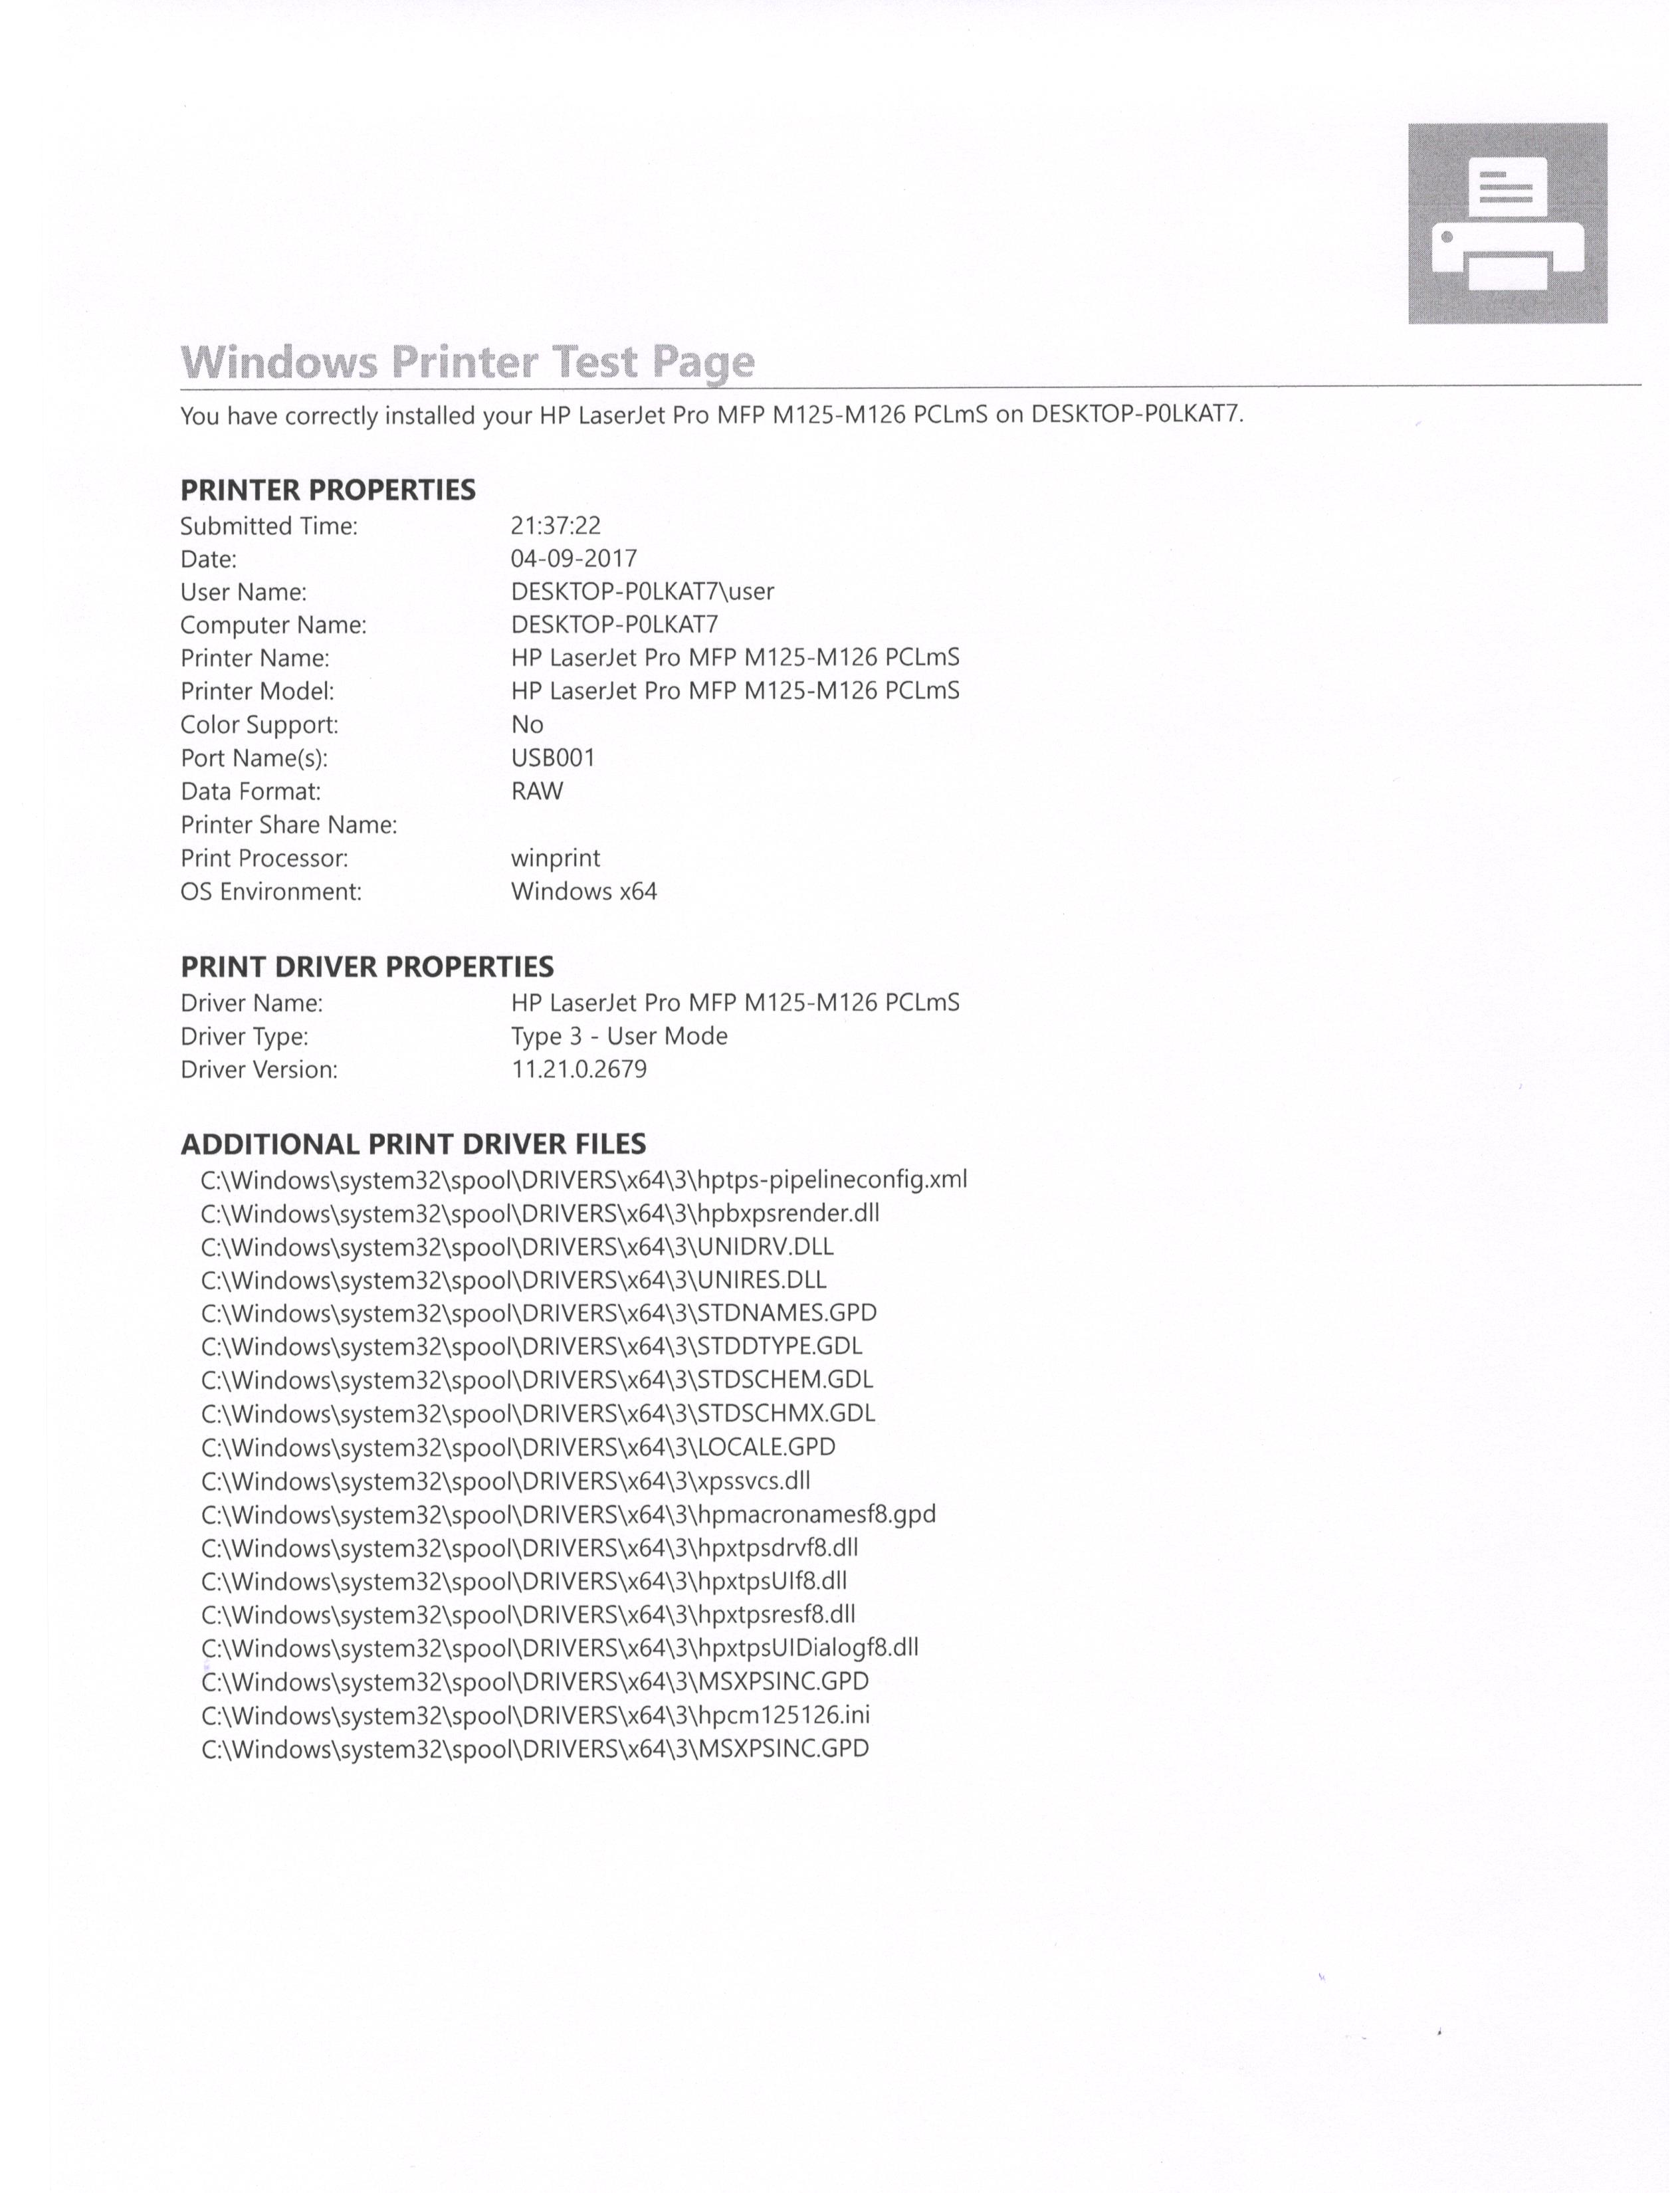 Windows Printer Test Page
You have correctly installed your HP LaserJet Pro MFP M125-M126 PCLmS on DESKTOP-P0LKAT7.
PRINTER PROPERTIES
Submitted Time: 21:37:22
Date: 04-09-2017
User Name: DESKTOP-P0LKAT7\user
Computer Name: DESKTOP-P0LKAT7
Printer Name: HP LaserJet Pro MFP M125-M126 PCLmS
Printer Model: HP LaserJet Pro MFP M125-M126 PCLmS
Color Support: No
Port Name(s): USB001
Data Format: RAW
Printer Share Name:
Print Processor: winprint
OS Environment: Windows x64
PRINT DRIVER PROPERTIES
Driver Name: HP LaserJet Pro MFP M125-M126 PCLmS
Driver Type: Type 3 - User Mode
Driver Version: 11.21.0.2679
ADDITIONAL PRINT DRIVER FILES
C:\Windows\system32\spool\DRIVERS\x64\3\hptps-pipelineconfig.xml
C:\Windows\system32\spool\DRIVERS\x64\3\hpbxpsrender.dll
C:\Windows\system32\spool\DRIVERS\x64\3\UNIDRV.DLL
C:\Windows\system32\spool\DRIVERS\x64\3\UNIRES.DLL
C:\Windows\system32\spool\DRIVERS\x64\3\STDNAMES.GPD
C:\Windows\system32\spool\DRIVERS\x64\3\STDDTYPE.GDL
C:\Windows\system32\spool\DRIVERS\x64\3\STDSCHEM.GDL
C:\Windows\system32\spool\DRIVERS\x64\3\STDSCHMX.GDL
C:\Windows\system32\spool\DRIVERS\x64\3\LOCALE.GPD
C:\Windows\system32\spool\DRIVERS\x64\3\xpssvcs.dll
C:\Windows\system32\spool\DRIVERS\x64\3\hpmacronamesf8.gpd
C:\Windows\system32\spool\DRIVERS\x64\3\hpxtpsdrvf8.dll
C:\Windows\system32\spool\DRIVERS\x64\3\hpxtpsUIf8.dll
C:\Windows\system32\spool\DRIVERS\x64\3\hpxtpsresf8.dll
C:\Windows\system32\spool\DRIVERS\x64\3\hpxtpsUIDialogf8.dll
C:\Windows\system32\spool\DRIVERS\x64\3\MSXPSINC.GPD
C:\Windows\system32\spool\DRIVERS\x64\3\hpcm125126.ini
C:\Windows\system32\spool\DRIVERS\x64\3\MSXPSINC.GPD